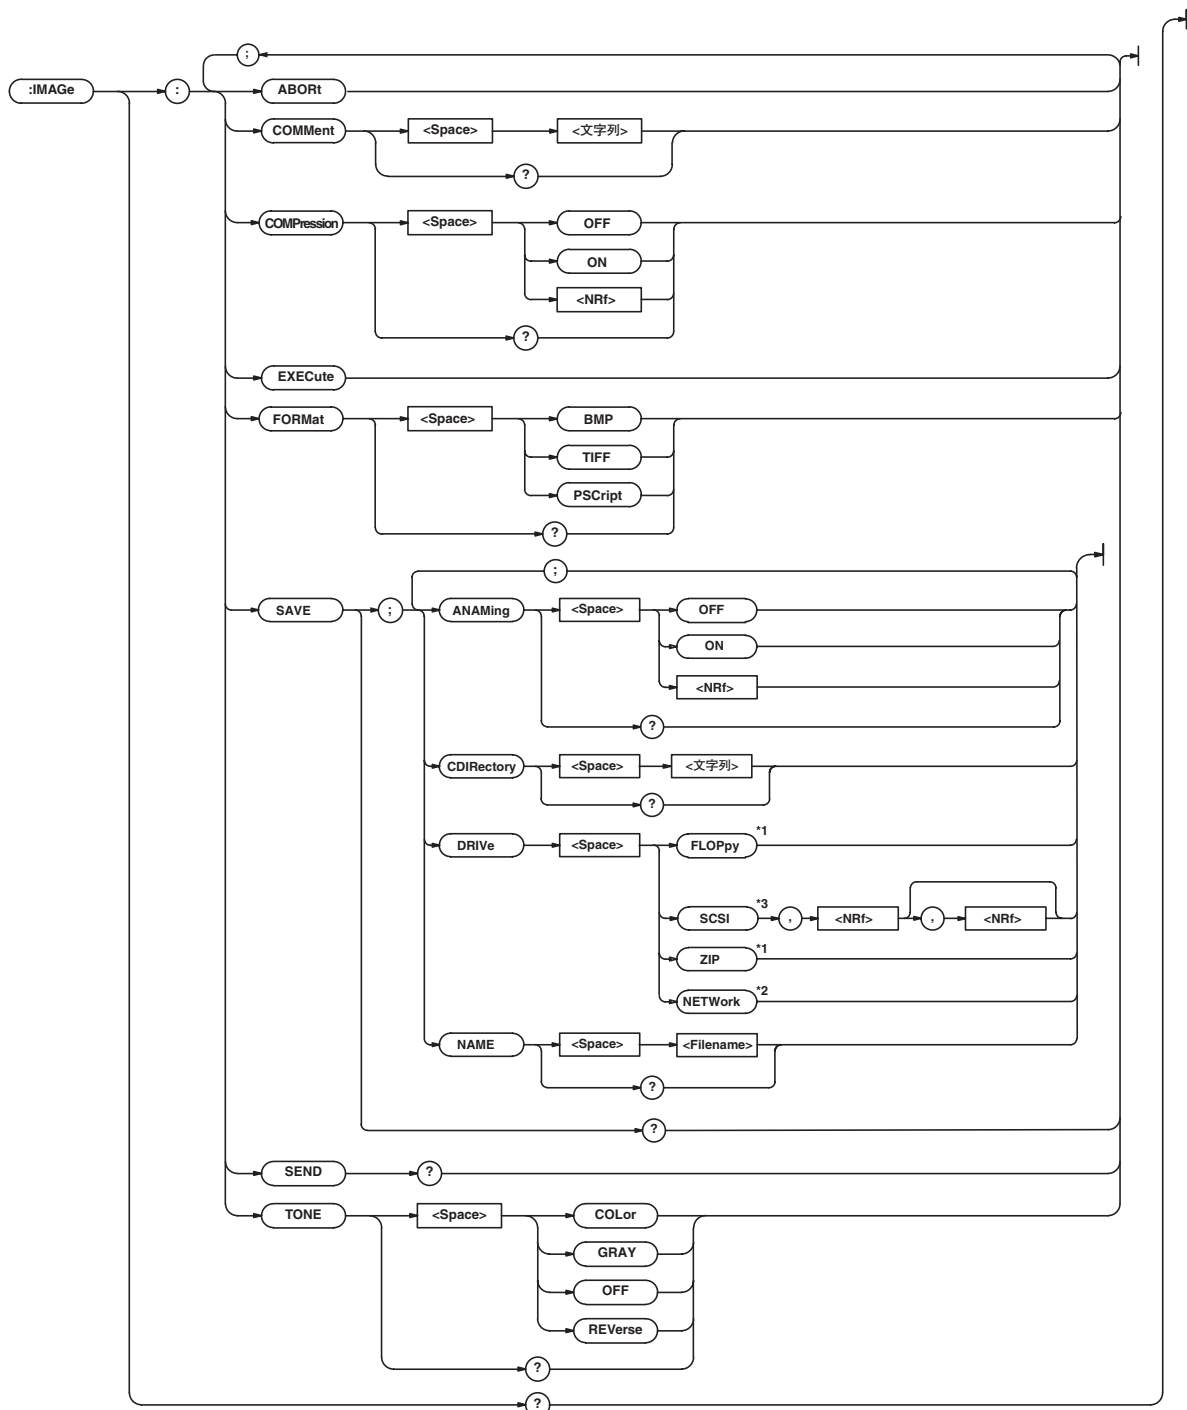 ;
:IMAGe : ABORt
COMMent <Space> <文字列>
?
COMPression <Space> OFF
ON
<NRf>
?
EXECute
FORMat <Space> BMP
TIFF
PSCript
?
;
SAVE ; ANAMing <Space> OFF
ON
<NRf>
?
CDIRectory <Space> <文字列>
?
DRIVe <Space> FLOPpy *1
SCSI *3 , <NRf> , <NRf>
ZIP *1
NETWork *2
NAME <Space> <Filename>
?
?
SEND ?
TONE <Space> COLor
GRAY
OFF
REVerse
?
?